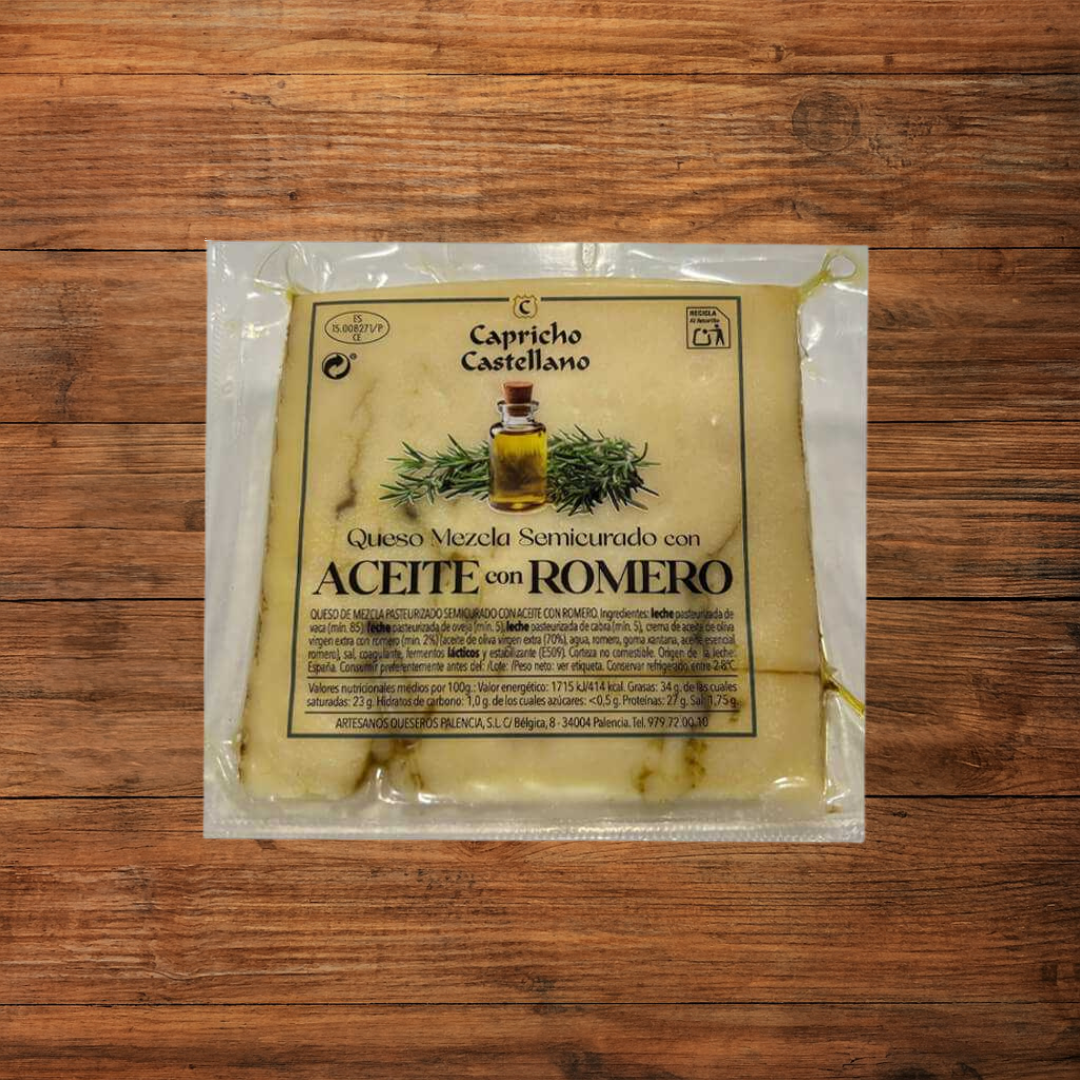 C
Capricho
Castellano
ES
15.008271/P
CE
RECICLA
Al Amarillo
Queso Mezcla Semicurado con
ACEITE con ROMERO
QUESO DE MEZCLA PASTEURIZADO SEMICURADO CON ACEITE CON ROMERO. Ingredientes: leche pasteurizada de
vaca (mín. 85), leche pasteurizada de oveja (mín. 5), leche pasteurizada de cabra (mín. 5), crema de aceite de oliva
virgen extra con romero (min. 2%) (aceite de oliva virgen extra (70%), agua, romero, goma xantana, aceite esencial
romero), sal, coagulante, fermentos lácticos y estabilizante (E509). Corteza no comestible. Origen de la leche:
España. Consumir preferentemente antes del: /Lote: /Peso neto: ver etiqueta. Conservar refrigerado entre 2-8°C
Valores nutricionales medios por 100g.: Valor energético: 1715 kJ/414 kcal. Grasas: 34 g. de las cuales
saturadas: 23 g. Hidratos de carbono: 1,0 g. de los cuales azúcares: <0,5 g. Proteínas: 27 g. Sal: 1,75 g.
ARTESANOS QUESEROS PALENCIA, S.L. C/ Bélgica, 8 - 34004 Palencia. Tel. 979.72.00.10